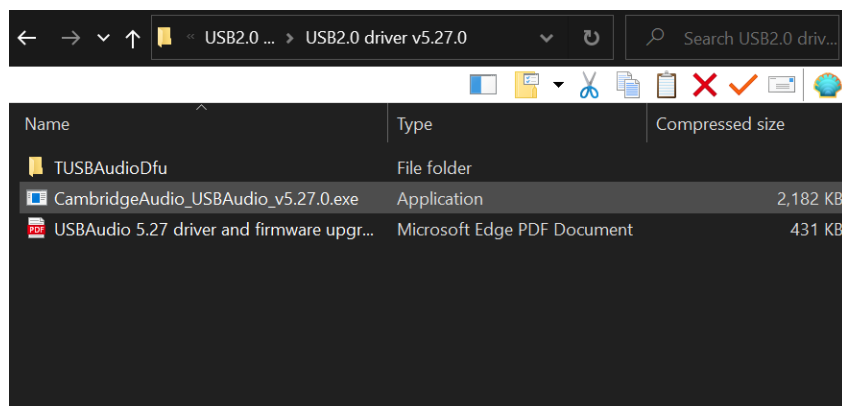 « USB2.0 ... > USB2.0 driver v5.27.0 Search USB2.0 driv...
Name Type Compressed size
TUSBAudioDfu File folder
CambridgeAudio_USBAudio_v5.27.0.exe Application 2,182 KB
PDF USBAudio 5.27 driver and firmware upgr... Microsoft Edge PDF Document 431 KB